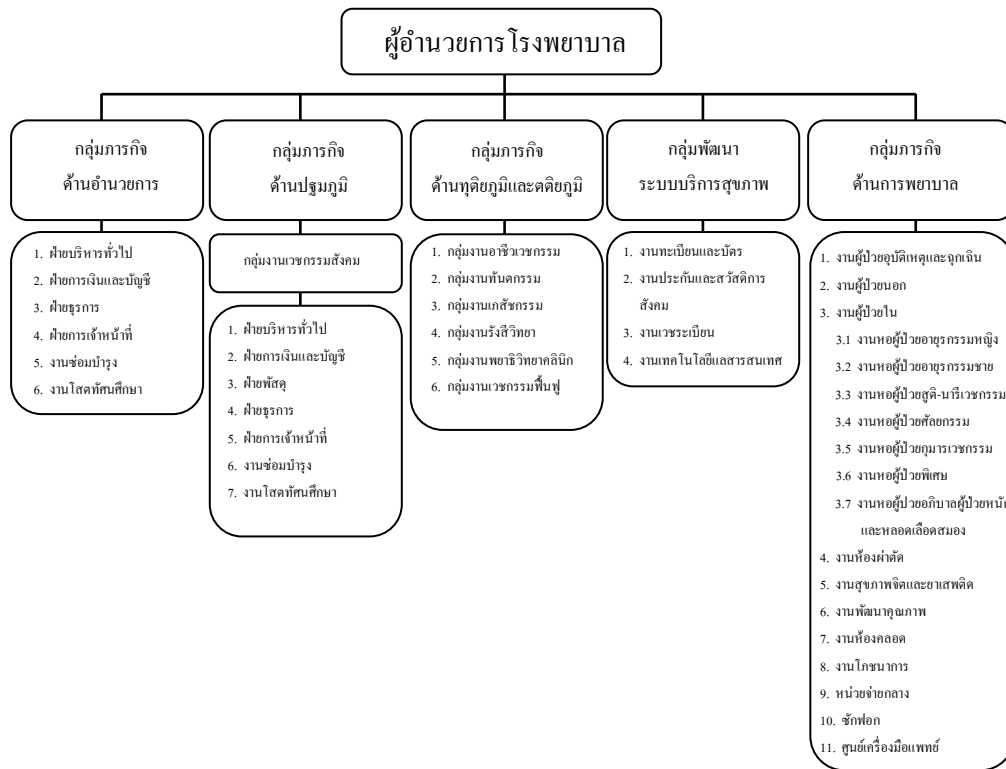 ผู้อำนวยการโรงพยาบาล
กลุ่มภารกิจ
ด้านอำนวยการ
1. ฝ่ายบริหารทั่วไป
2. ฝ่ายการเงินและบัญชี
3. ฝ่ายธุรการ
4. ฝ่ายการเจ้าหน้าที่
5. งานซ่อมบำรุง
6. งานโสตทัศนศึกษา
กลุ่มภารกิจ
ด้านปฐมภูมิ
กลุ่มงานเวชกรรมสังคม
1. ฝ่ายบริหารทั่วไป
2. ฝ่ายการเงินและบัญชี
3. ฝ่ายพัสดุ
4. ฝ่ายธุรการ
5. ฝ่ายการเจ้าหน้าที่
6. งานซ่อมบำรุง
7. งานโสตทัศนศึกษา
กลุ่มภารกิจ
ด้านทุติยภูมิและตติยภูมิ
1. กลุ่มงานอาชีวเวชกรรม
2. กลุ่มงานทันตกรรม
3. กลุ่มงานเภสัชกรรม
4. กลุ่มงานรังสีวิทยา
5. กลุ่มงานพยาธิวิทยาคลินิก
6. กลุ่มงานเวชกรรมฟื้นฟู
กลุ่มพัฒนา
ระบบบริการสุขภาพ
1. งานทะเบียนและบัตร
2. งานประกันและสวัสดิการ
สังคม
3. งานเวชระเบียน
4. งานเทคโนโลยีแลสารสนเทศ
กลุ่มภารกิจ
ด้านการพยาบาล
1. งานผู้ป่วยอุบัติเหตุและฉุกเฉิน
2. งานผู้ป่วยนอก
3. งานผู้ป่วยใน
3.1 งานหอผู้ป่วยอายุรกรรมหญิง
3.2 งานหอผู้ป่วยอายุรกรรมชาย
3.3 งานหอผู้ป่วยสูติ-นารีเวชกรรม
3.4 งานหอผู้ป่วยศัลยกรรม
3.5 งานหอผู้ป่วยกุมารเวชกรรม
3.6 งานหอผู้ป่วยพิเศษ
3.7 งานหอผู้ปวยอภิบาลผู้ป่วยหนัก
และหลอดเลือดสมอง
4. งานห้องผ่าตัด
5. งานสุขภาพจิตและยาเสพติด
6. งานพัฒนาคุณภาพ
7. งานห้องคลอด
8. งานโภชนาการ
9. หน่วยจ่ายกลาง
10. ซักฟอก
11. ศูนย์เครื่องมือแพทย์